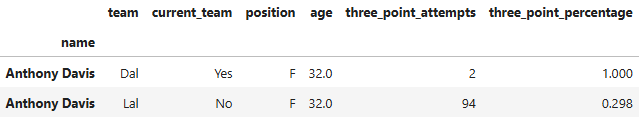 team current_team position age three_point_attempts three_point_percentage
name
Anthony Davis Dal Yes F 32.0 2 1.000
Anthony Davis Lal No F 32.0 94 0.298